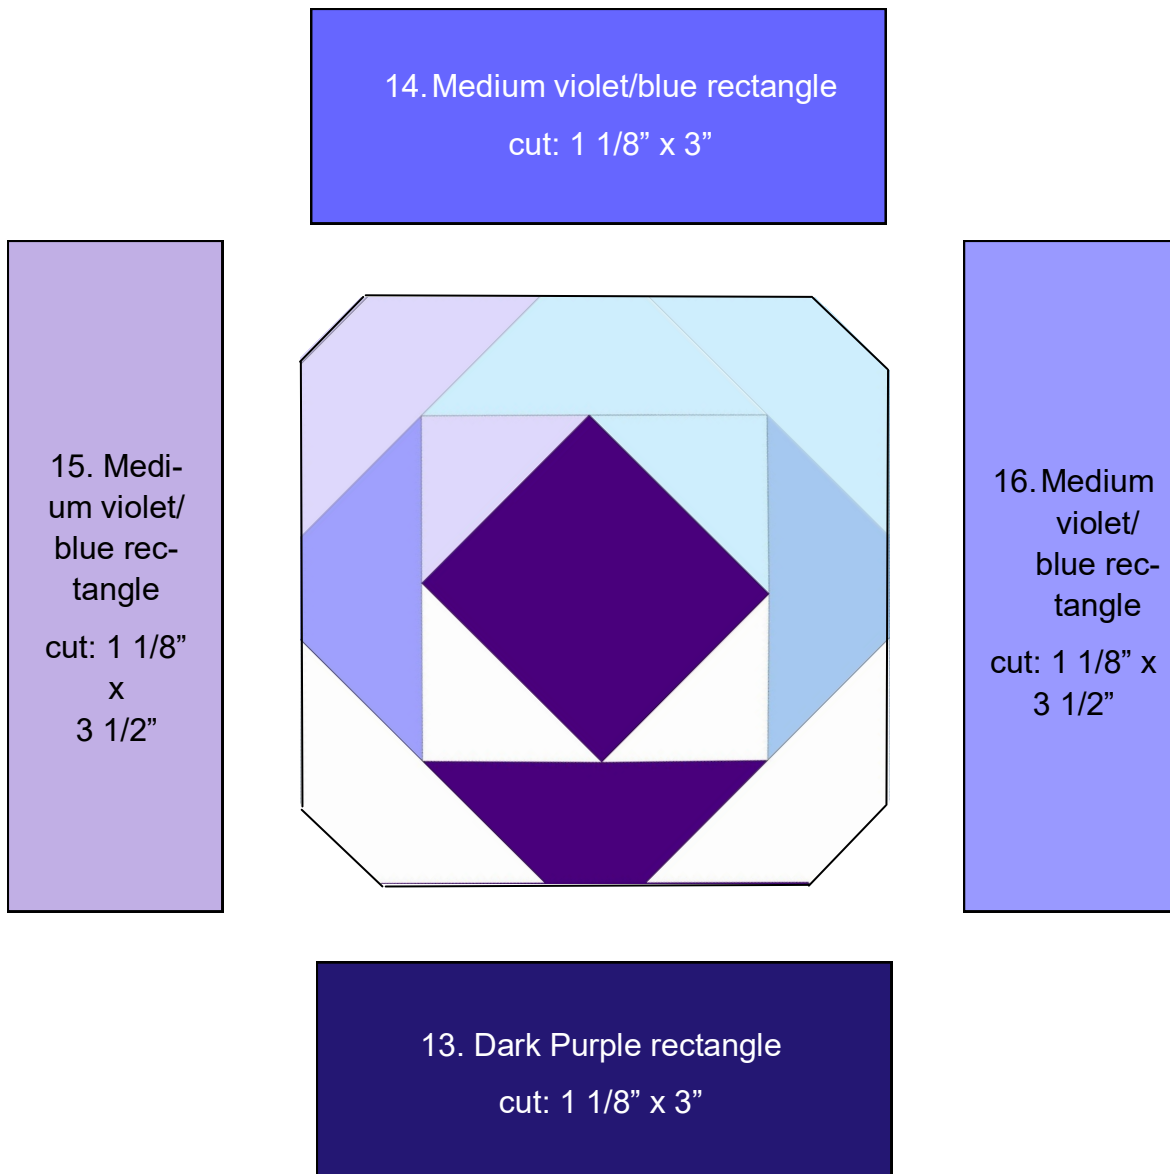 14. Medium violet/blue rectangle
cut: 1 1/8” x 3”
15. Medi-
um violet/
blue rec-
tangle
cut: 1 1/8”
x
3 1/2”
16. Medium
violet/
blue rec-
tangle
cut: 1 1/8” x
3 1/2”
13. Dark Purple rectangle
cut: 1 1/8” x 3”